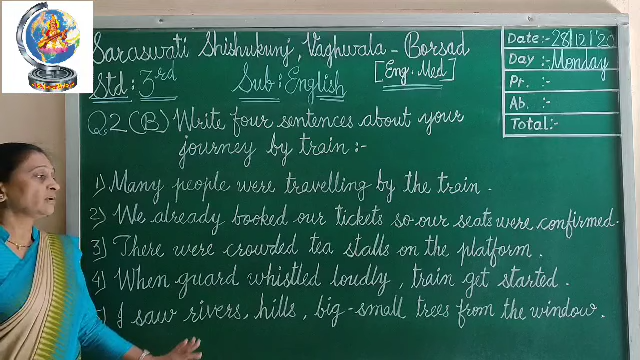 Saraswati Shishukunj, Vaghwala - Borsad
[Eng. Med]
Std: 3rd Sub: English
Date:- 28/12/'20
Day:- Monday
Pr. :-
Ab. :-
Total:-
Q.2 (B) Write four sentences about your
journey by train :-
1) Many people were travelling by the train.
2) We already booked our tickets so our seats were confirmed.
3) There were crowded tea stalls on the platform.
4) When guard whistled loudly, train get started.
5) I saw rivers, hills, big-small trees from the window.